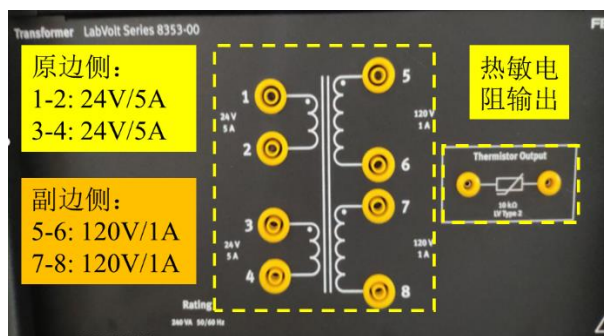 Transformer LabVolt Series 8353-00
原边侧：
1-2: 24V/5A
3-4: 24V/5A
副边侧：
5-6: 120V/1A
7-8: 120V/1A
1
24 V
5 A
2
3
24 V
5 A
4
5
120 V
1 A
6
7
120 V
1 A
8
热敏电
阻输出
Thermistor Output
10 kΩ
LV Type 2
Rating
240 VA 50/60 Hz